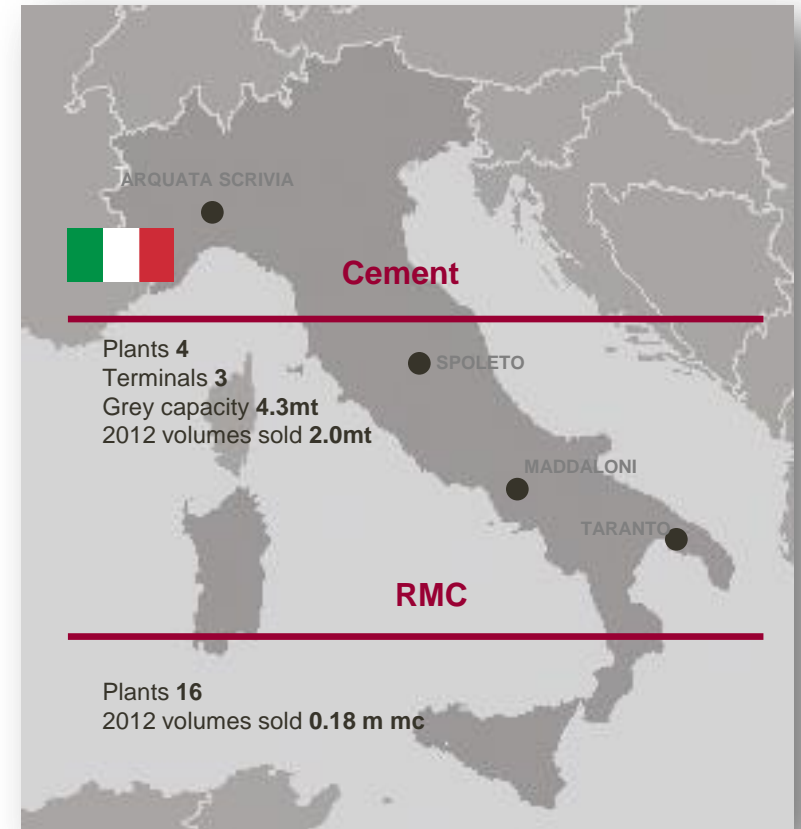 ARQUATA SCRIVIA
Cement
Plants 4
Terminals 3
SPOLETO
Grey capacity 4.3mt
2012 volumes sold 2.0mt
MADDALONI
TARANTO
RMC
Plants 16
2012 volumes sold 0.18 m mc